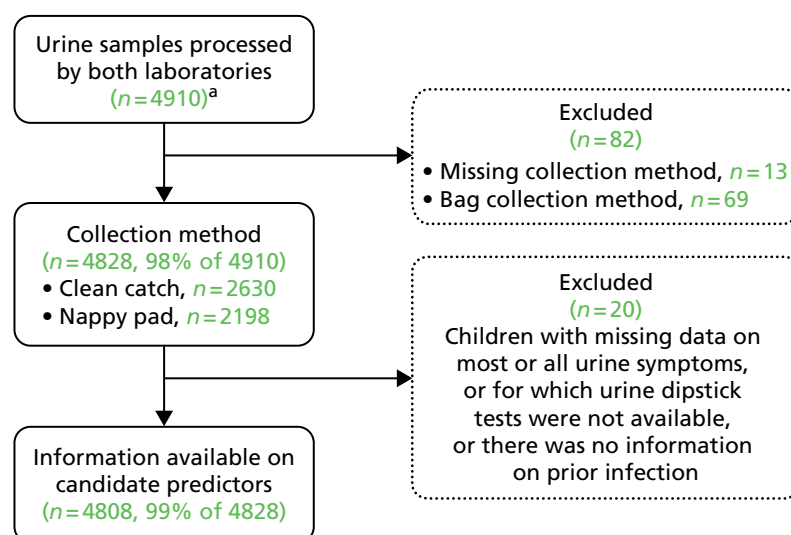 Urine samples processed
by both laboratories
(n=4910)a
Excluded
(n=82)
• Missing collection method, n=13
• Bag collection method, n=69
Collection method
(n=4828, 98% of 4910)
• Clean catch, n=2630
• Nappy pad, n=2198
Excluded
(n=20)
Children with missing data on
most or all urine symptoms,
or for which urine dipstick
tests were not available,
or there was no information
on prior infection
Information available on
candidate predictors
(n=4808, 99% of 4828)